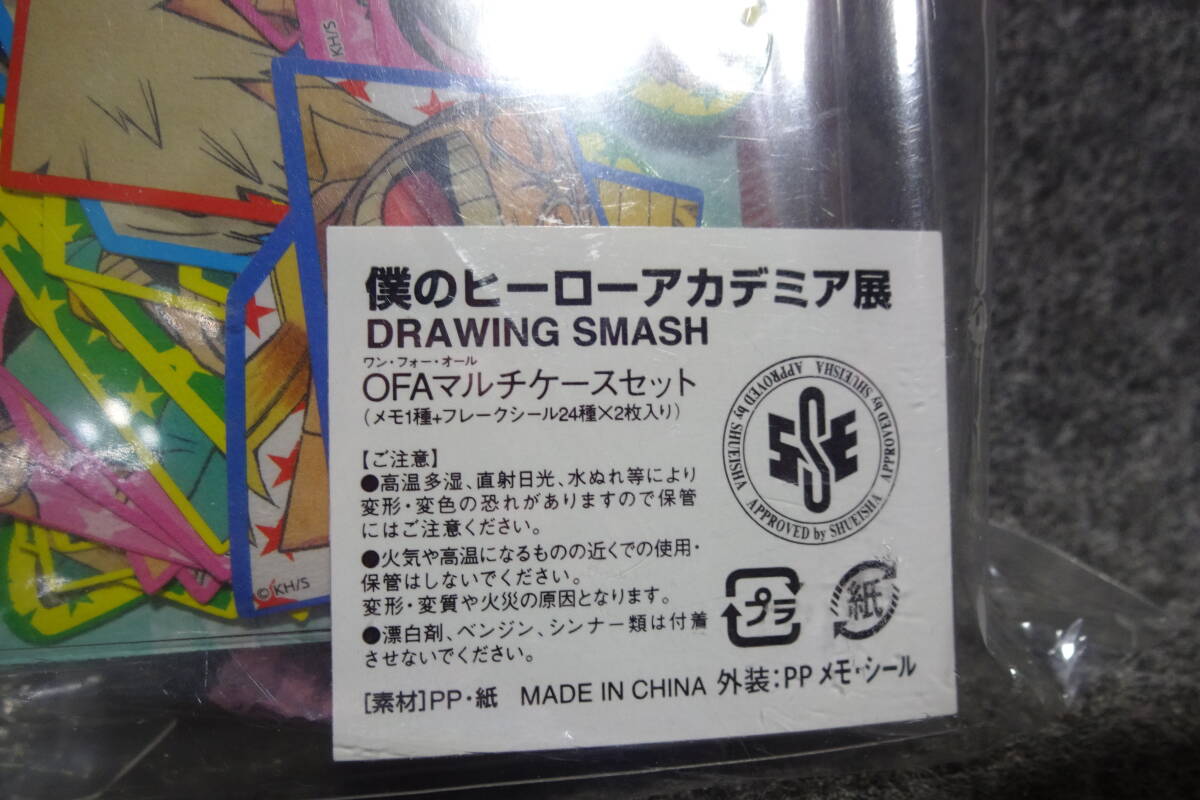 KH/S
僕のヒーローアカデミア展
DRAWING SMASH
ワン・フォー・オール
OFAマルチケースセット
(メモ1種+フレークシール24種×2枚入り)
【ご注意】
●高温多湿、直射日光、水ぬれ等により
変形・変色の恐れがありますので保管
にはご注意ください。
●火気や高温になるものの近くでの使用・
保管はしないでください。
変形・変質や火災の原因となります。
●漂白剤、ベンジン、シンナー類は付着
させないでください。
[素材]PP・紙 MADE IN CHINA
APPROVED by SHUEISHA APPROVED by SHUEISHA APPROVED by SHUEISHA
SSE
プラ
紙
外装:PP メモ・シール
©KH/S